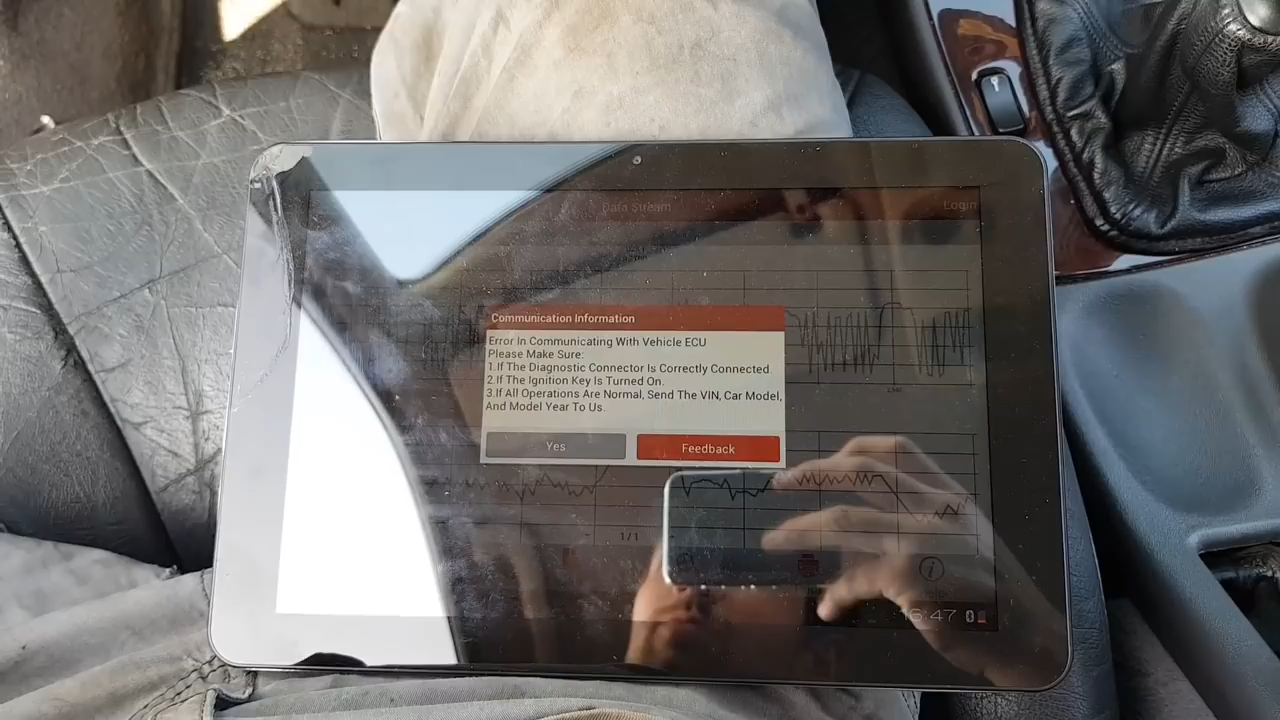 Data Stream
Login
Communication Information
Error In Communicating With Vehicle ECU
Please Make Sure:
1.If The Diagnostic Connector Is Correctly Connected.
2.If The Ignition Key Is Turned On.
3.If All Operations Are Normal, Send The VIN, Car Model,
And Model Year To Us.
Yes
Feedback
1/1
16:47